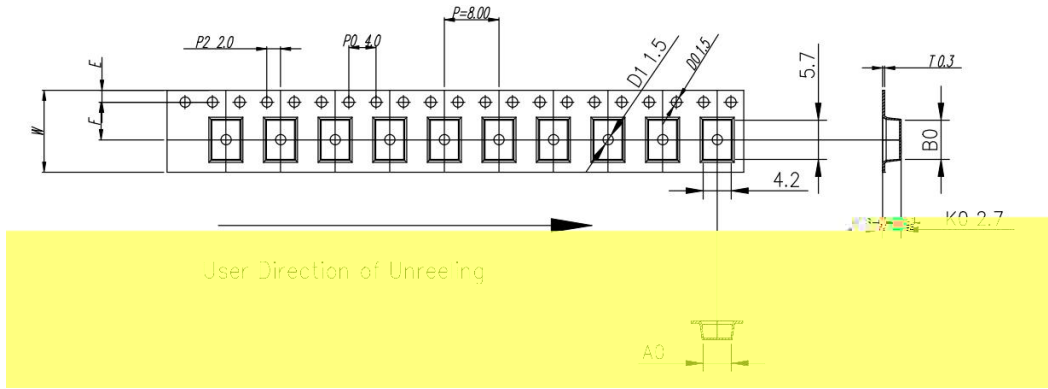 P=8.00
P2 2.0
P0 4.0
D1 1.5
D0 1.5
5.7
T 0.3
E
F
W
B0
4.2
K0 2.7
User Direction of Unreeling
A0